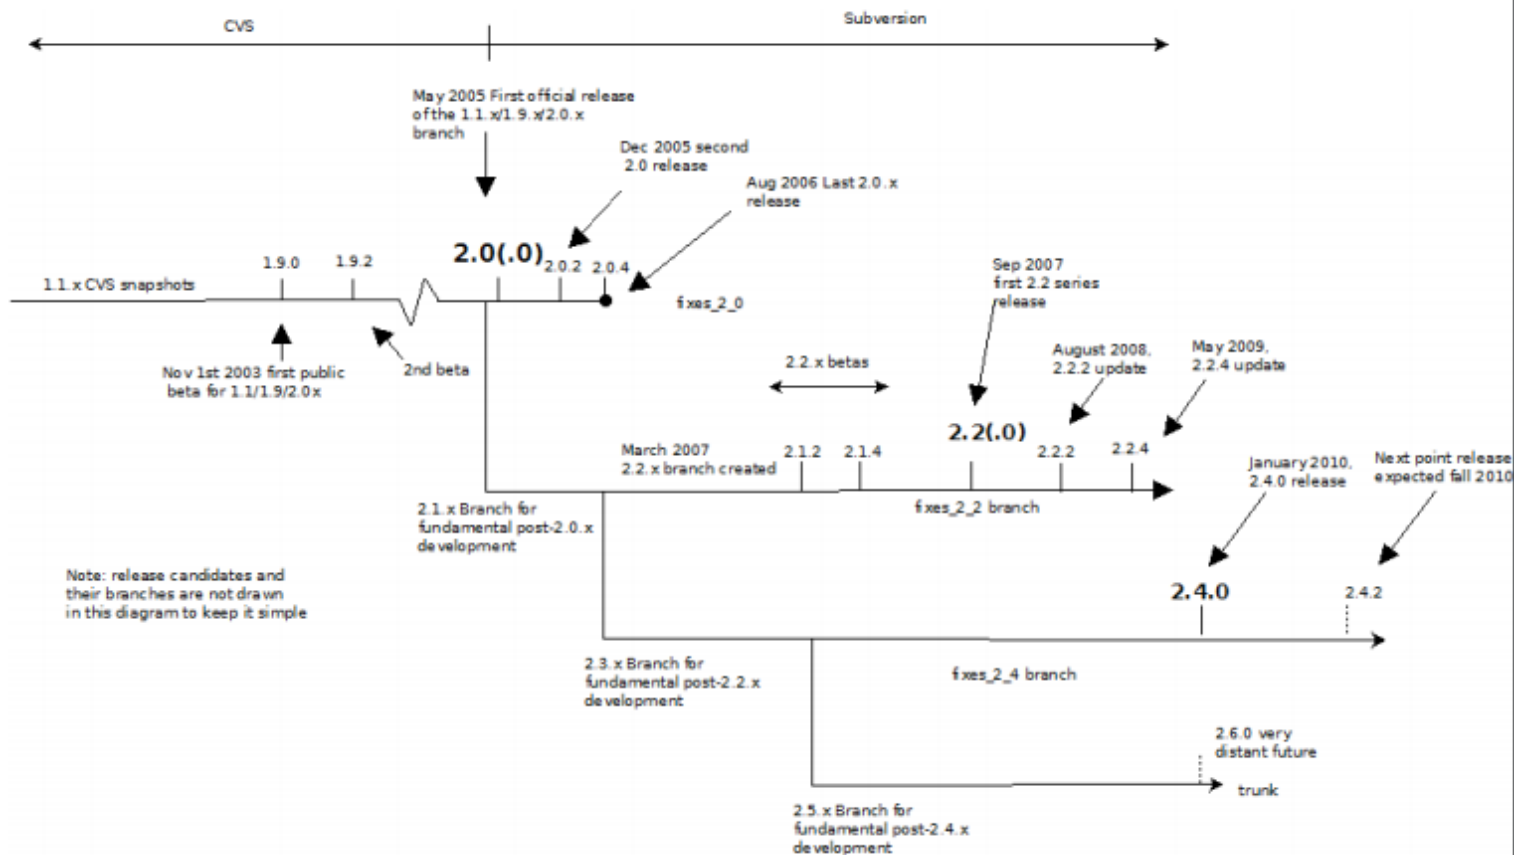 CVS
Subversion
May 2005 First official release
of the 1.1.x/1.9.x/2.0.x
branch
Dec 2005 second
2.0 release
Aug 2006 Last 2.0.x
release
2.0(.0)
1.9.0
1.9.2
2.0.2
2.0.4
1.1.x CVS snapshots
fixes_2_0
Nov 1st 2003 first public
beta for 1.1/1.9/2.0x
2nd beta
Sep 2007
first 2.2 series
release
2.2.x betas
August 2008,
2.2.2 update
May 2009,
2.2.4 update
March 2007
2.2.x branch created
2.1.2
2.1.4
2.2(.0)
2.2.2
2.2.4
fixes_2_2 branch
2.1.x Branch for
fundamental post-2.0.x
development
January 2010,
2.4.0 release
Next point release
expected fall 2010
Note: release candidates and
their branches are not drawn
in this diagram to keep it simple
2.4.0
2.4.2
2.3.x Branch for
fundamental post-2.2.x
development
fixes_2_4 branch
2.6.0 very
distant future
trunk
2.5.x Branch for
fundamental post-2.4.x
development